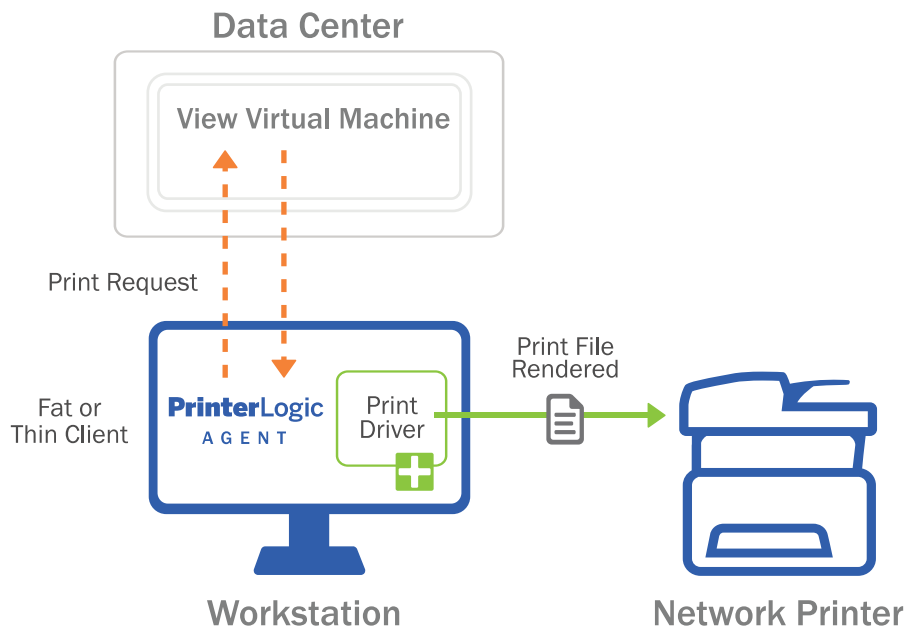 Data Center
View Virtual Machine
Print Request
Print File
Rendered
Fat or
Thin Client
PrinterLogic
AGENT
Print
Driver
Workstation
Network Printer